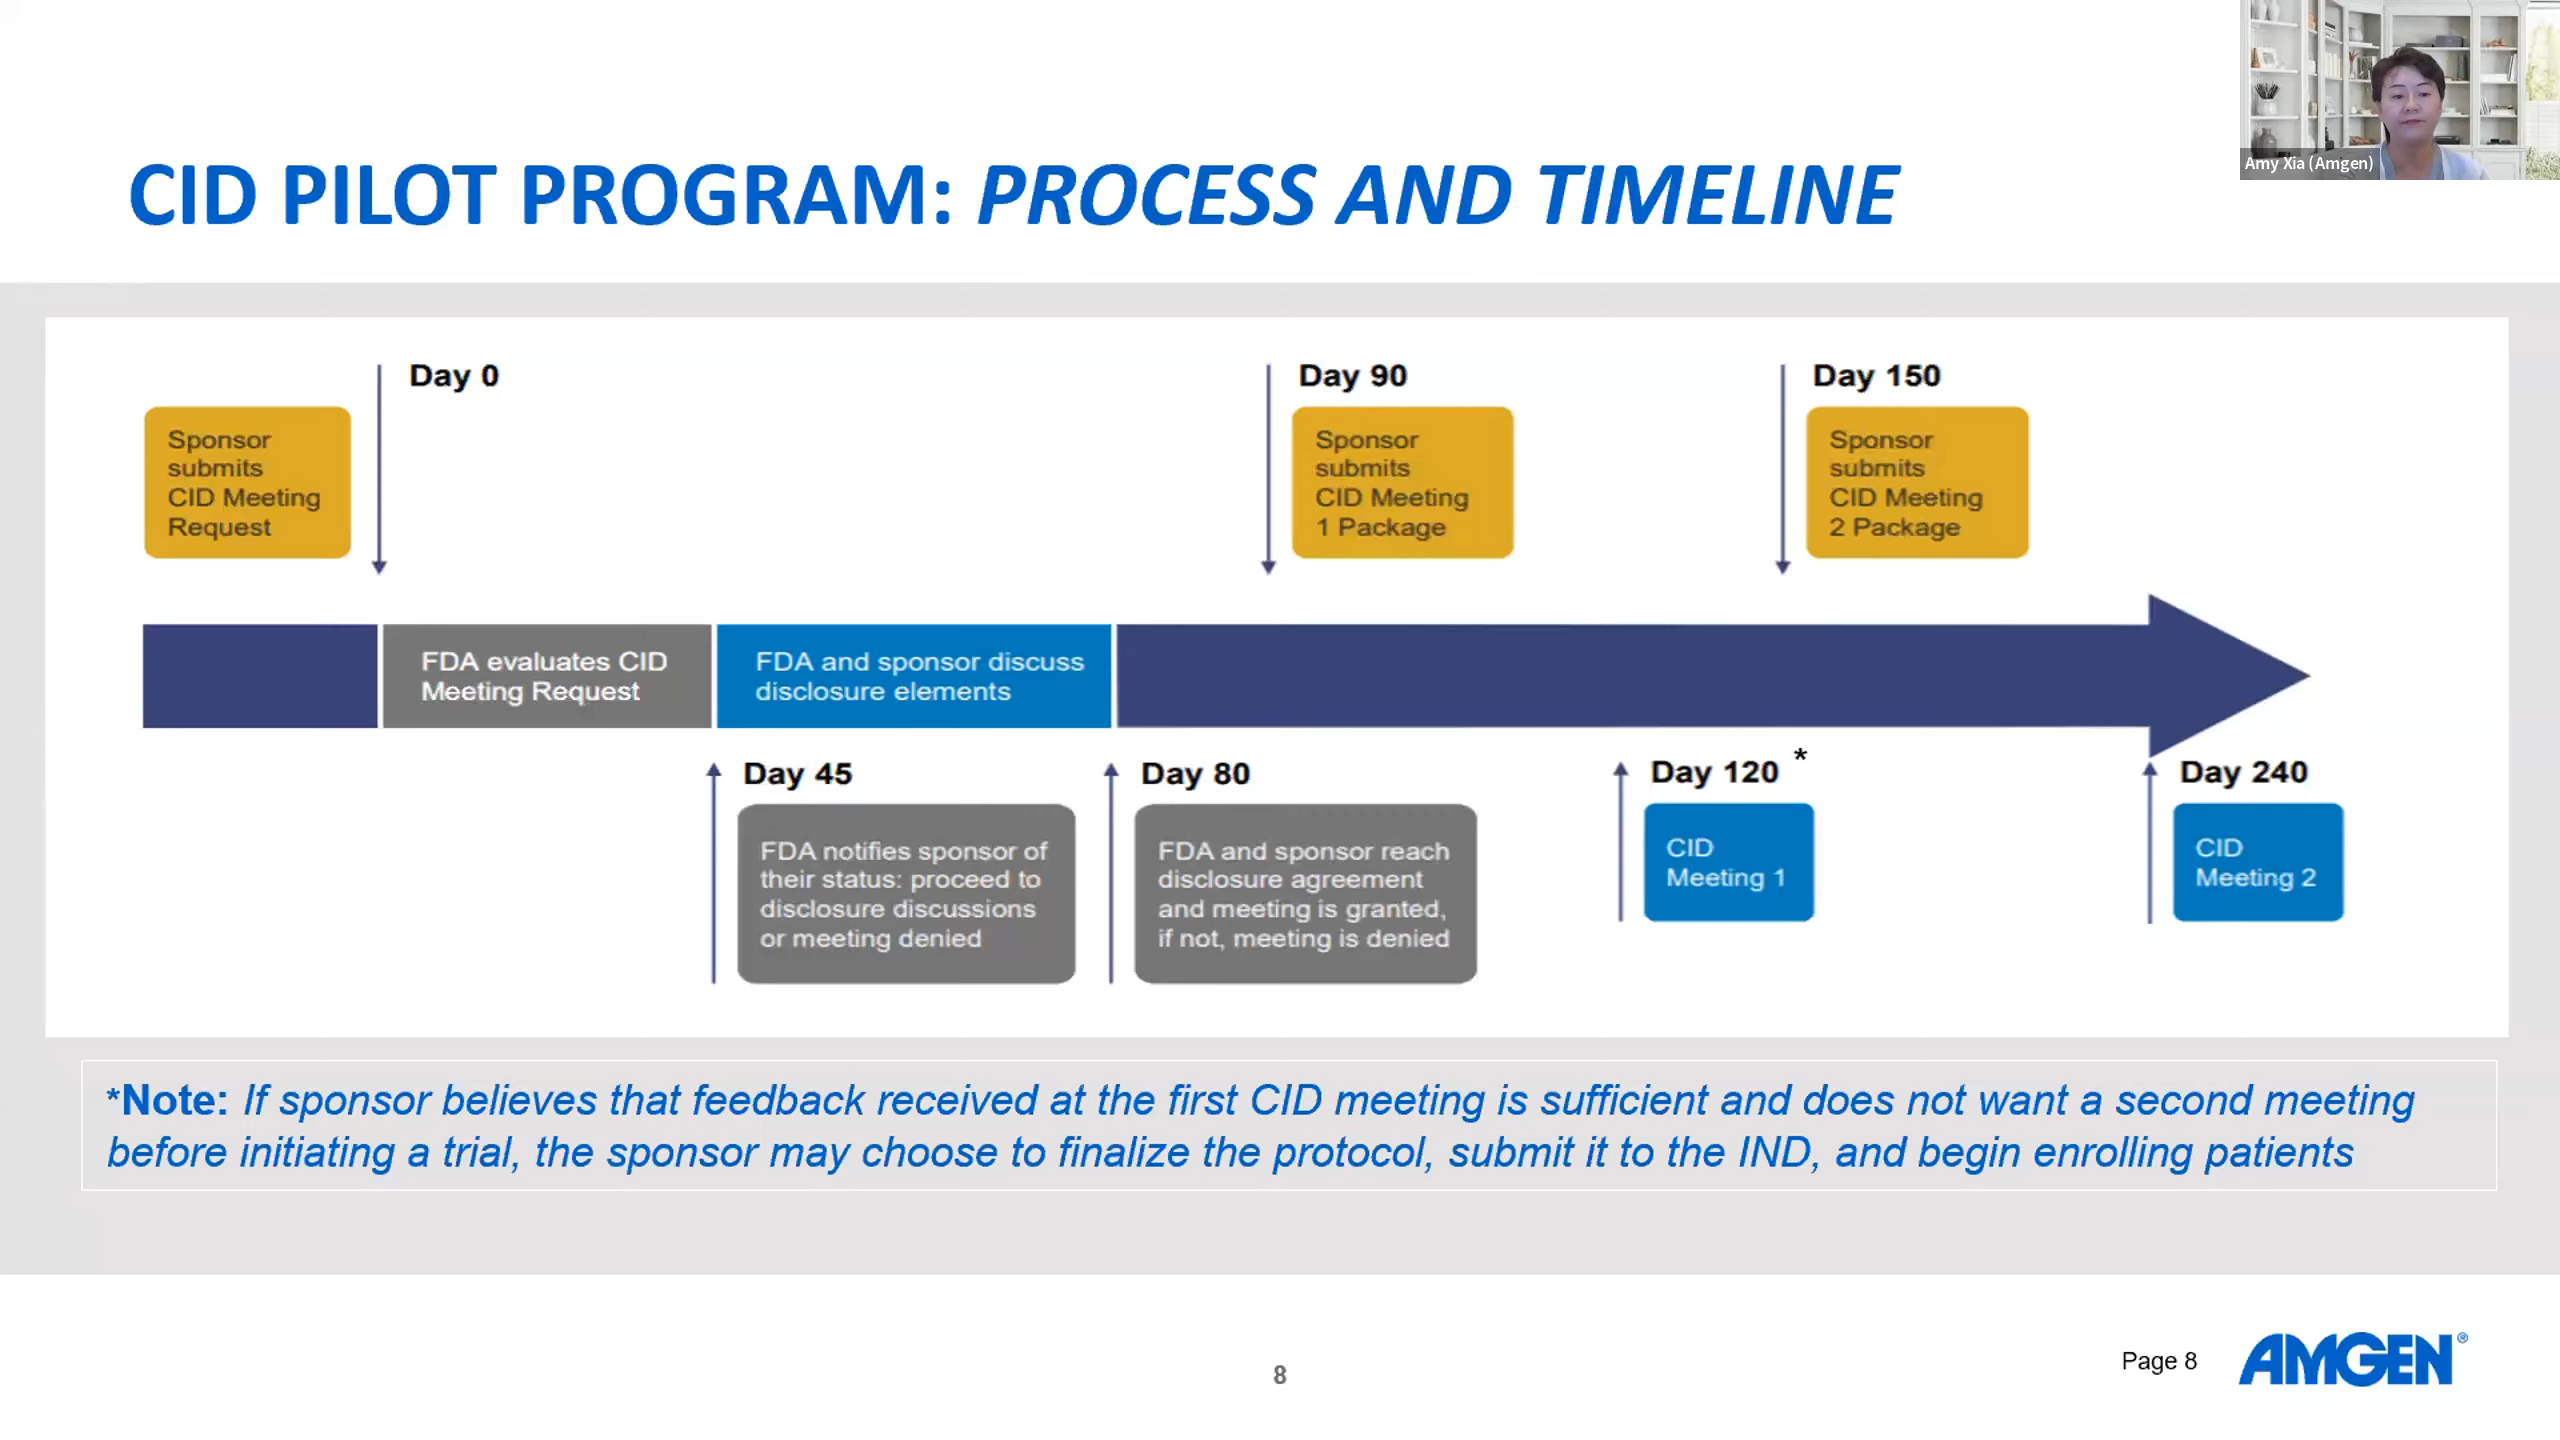 Amy Xia (Amgen)
CID PILOT PROGRAM: PROCESS AND TIMELINE
Day 0
Sponsor
submits
CID Meeting
Request
Day 90
Sponsor
submits
CID Meeting
1 Package
Day 150
Sponsor
submits
CID Meeting
2 Package
FDA evaluates CID
Meeting Request
FDA and sponsor discuss
disclosure elements
Day 45
FDA notifies sponsor of
their status: proceed to
disclosure discussions
or meeting denied
Day 80
FDA and sponsor reach
disclosure agreement
and meeting is granted,
if not, meeting is denied
Day 120 *
CID
Meeting 1
Day 240
CID
Meeting 2
*Note: If sponsor believes that feedback received at the first CID meeting is sufficient and does not want a second meeting
before initiating a trial, the sponsor may choose to finalize the protocol, submit it to the IND, and begin enrolling patients
8
Page 8
AMGEN®